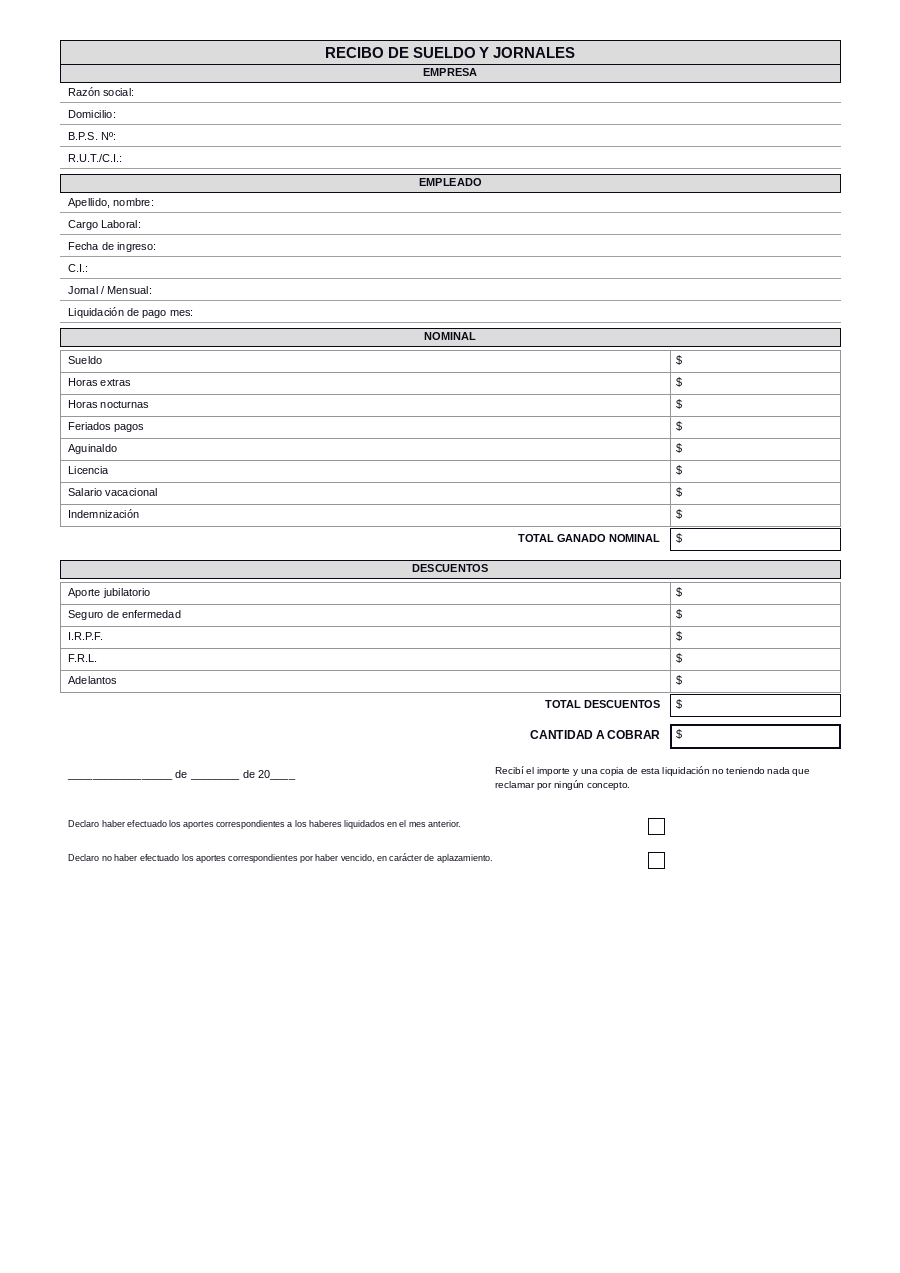 RECIBO DE SUELDO Y JORNALES
EMPRESA
Razón social:
Domicilio:
B.P.S. Nº:
R.U.T./C.I.:
EMPLEADO
Apellido, nombre:
Cargo Laboral:
Fecha de ingreso:
C.I.:
Jornal / Mensual:
Liquidación de pago mes:
NOMINAL
Sueldo $
Horas extras $
Horas nocturnas $
Feriados pagos $
Aguinaldo $
Licencia $
Salario vacacional $
Indemnización $
TOTAL GANADO NOMINAL $
DESCUENTOS
Aporte jubilatorio $
Seguro de enfermedad $
I.R.P.F. $
F.R.L. $
Adelantos $
TOTAL DESCUENTOS $
CANTIDAD A COBRAR $
_________________ de ________ de 20____
Recibí el importe y una copia de esta liquidación no teniendo nada que
reclamar por ningún concepto.
Declaro haber efectuado los aportes correspondientes a los haberes liquidados en el mes anterior.
Declaro no haber efectuado los aportes correspondientes por haber vencido, en carácter de aplazamiento.